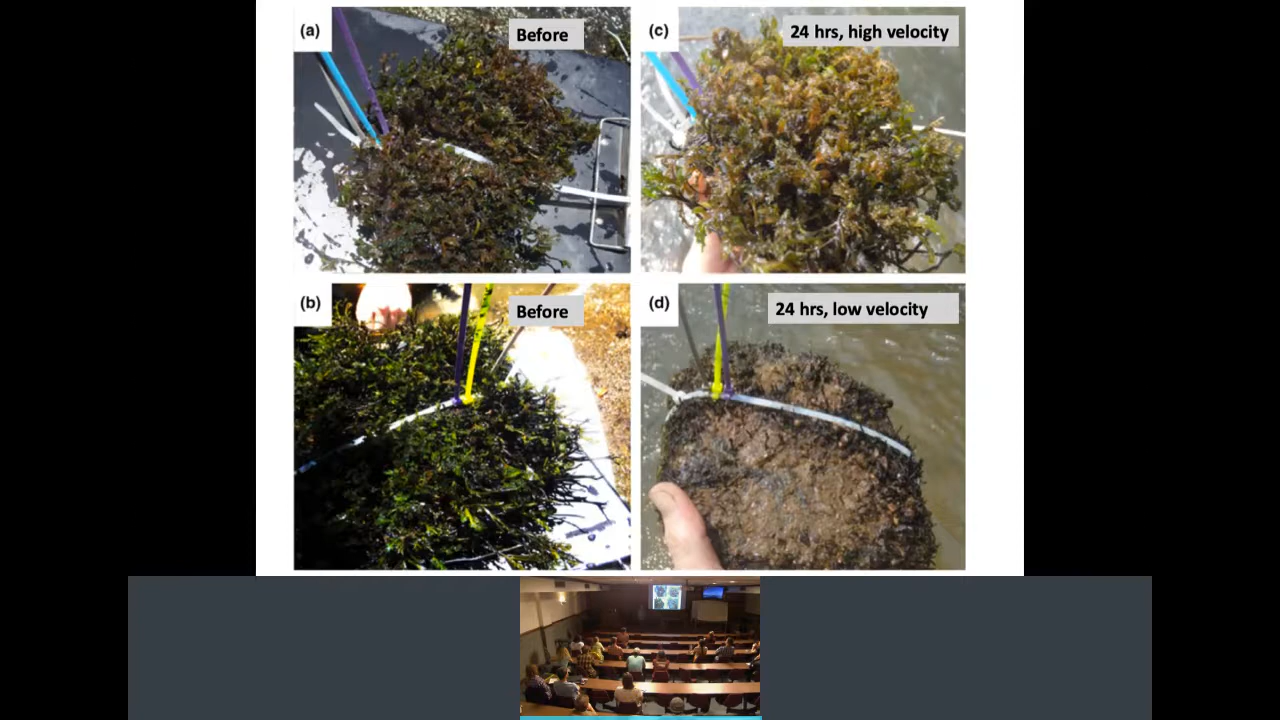 (a)
Before
(c)
24 hrs, high velocity
(b)
Before
(d)
24 hrs, low velocity